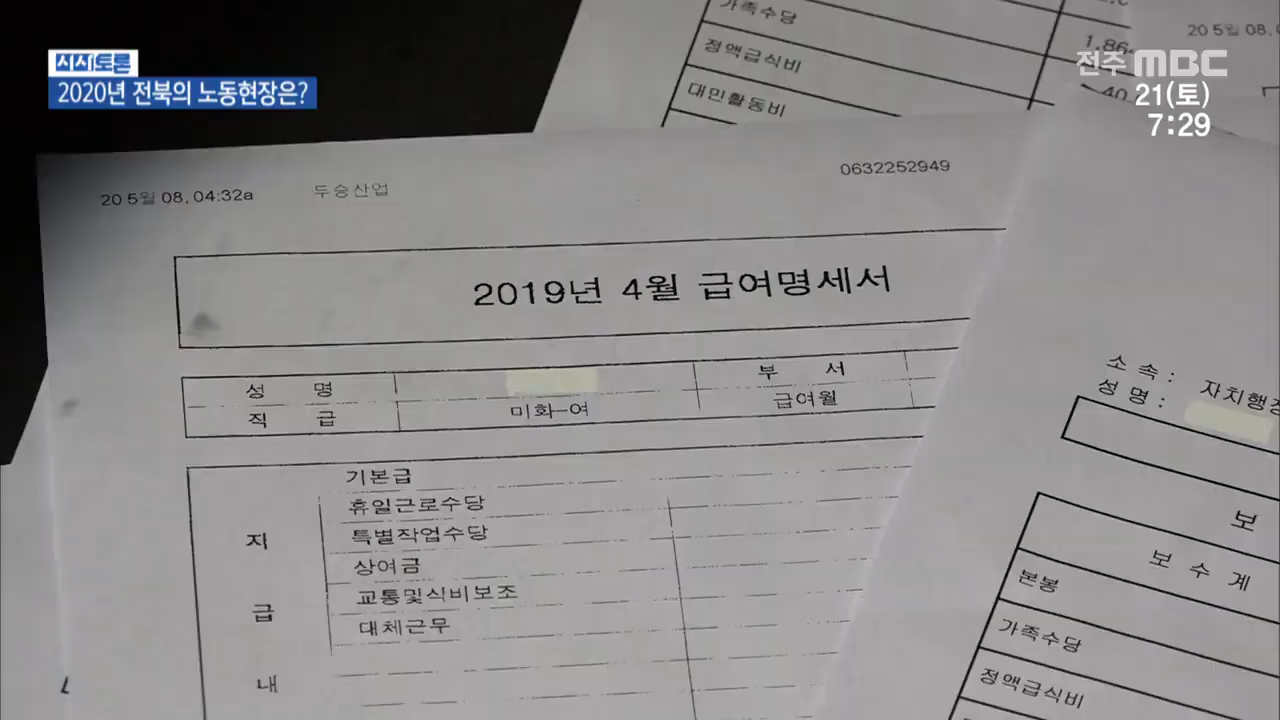 시사토론
2020년 전북의 노동현장은?
전주 MBC
21(토)
7:29
가족수당
정액급식비
대민활동비
20 5월 08.
20 5월 08. 04:32a 두승산업 0632252949
2019년 4월 급여명세서
성 명 부 서
직 급 미화-여 급여월
지 급 내
기본급
휴일근로수당
특별작업수당
상여금
교통및식비보조
대체근무
소 속 : 자치행정
성 명 :
보
보 수 계
본봉
가족수당
정액급식비